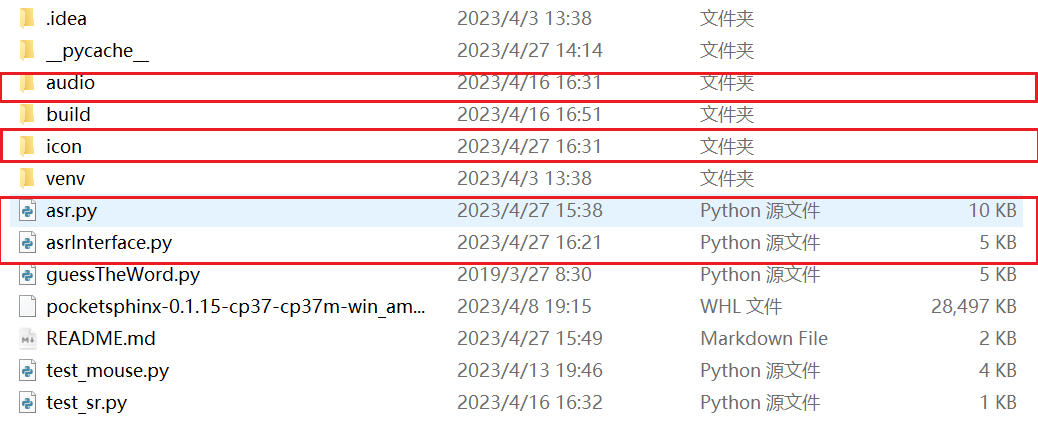 .idea 2023/4/3 13:38 文件夹
__pycache__ 2023/4/27 14:14 文件夹
audio 2023/4/16 16:31 文件夹
build 2023/4/16 16:51 文件夹
icon 2023/4/27 16:31 文件夹
venv 2023/4/3 13:38 文件夹
asr.py 2023/4/27 15:38 Python 源文件 10 KB
asrInterface.py 2023/4/27 16:21 Python 源文件 5 KB
guessTheWord.py 2019/3/27 8:30 Python 源文件 5 KB
pocketsphinx-0.1.15-cp37-cp37m-win_am... 2023/4/8 19:15 WHL 文件 28,497 KB
README.md 2023/4/27 15:49 Markdown File 2 KB
test_mouse.py 2023/4/13 19:46 Python 源文件 4 KB
test_sr.py 2023/4/16 16:32 Python 源文件 1 KB